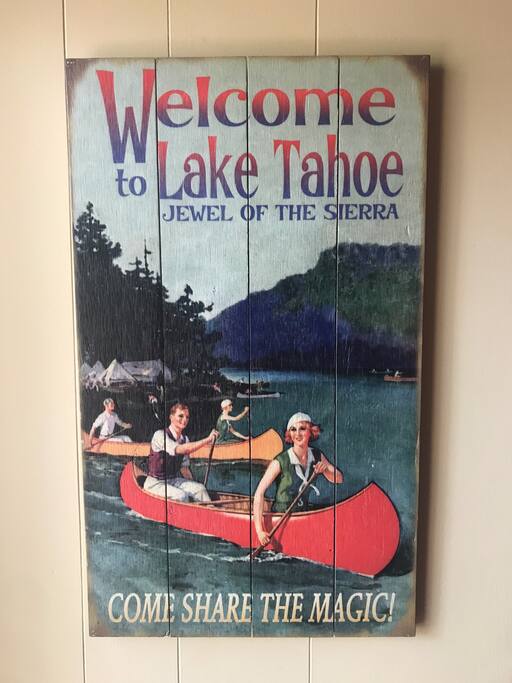 Welcome
to Lake Tahoe
JEWEL OF THE SIERRA
COME SHARE THE MAGIC!